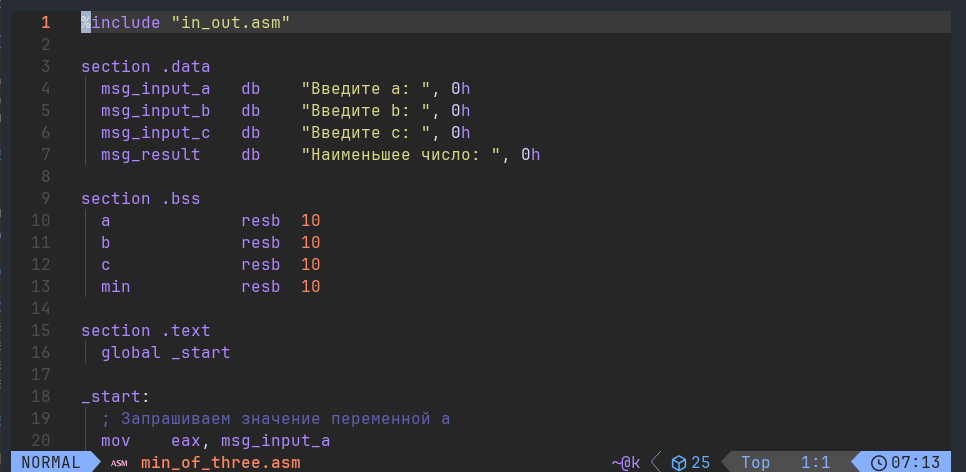 1 %include "in_out.asm"
2
3 section .data
4 msg_input_a db "Введите a: ", 0h
5 msg_input_b db "Введите b: ", 0h
6 msg_input_c db "Введите c: ", 0h
7 msg_result db "Наименьшее число: ", 0h
8
9 section .bss
10 a resb 10
11 b resb 10
12 c resb 10
13 min resb 10
14
15 section .text
16 global _start
17
18 _start:
19 ; Запрашиваем значение переменной a
20 mov eax, msg_input_a
NORMAL ASM min_of_three.asm ~@k 25 Top 1:1 07:13